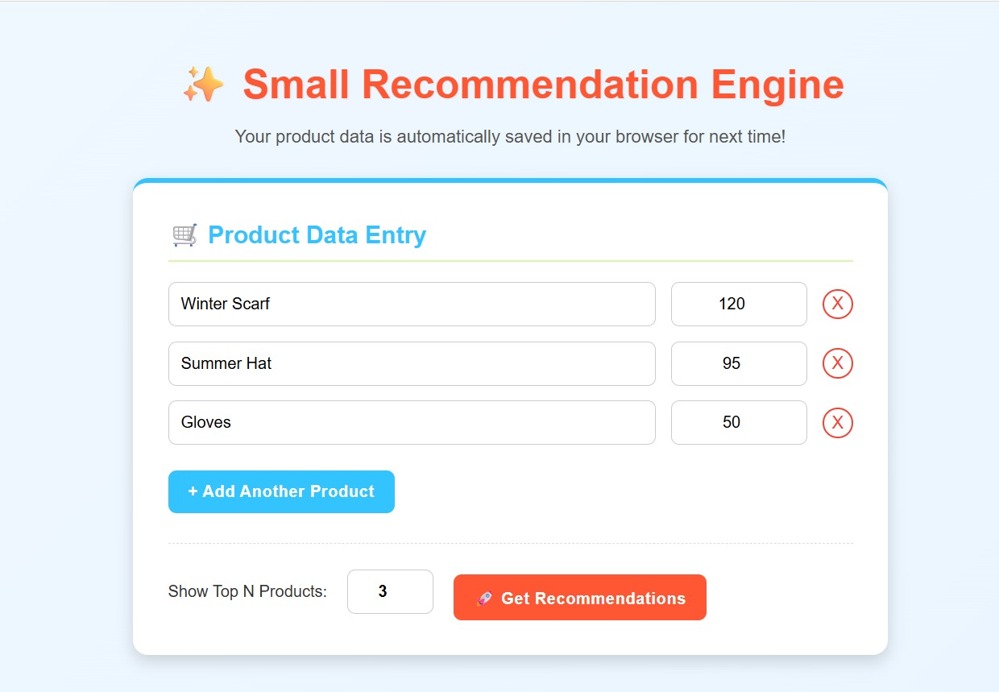 ✨ Small Recommendation Engine
Your product data is automatically saved in your browser for next time!
🛒 Product Data Entry
Winter Scarf 120 X
Summer Hat 95 X
Gloves 50 X
+ Add Another Product
Show Top N Products: 3 🚀 Get Recommendations